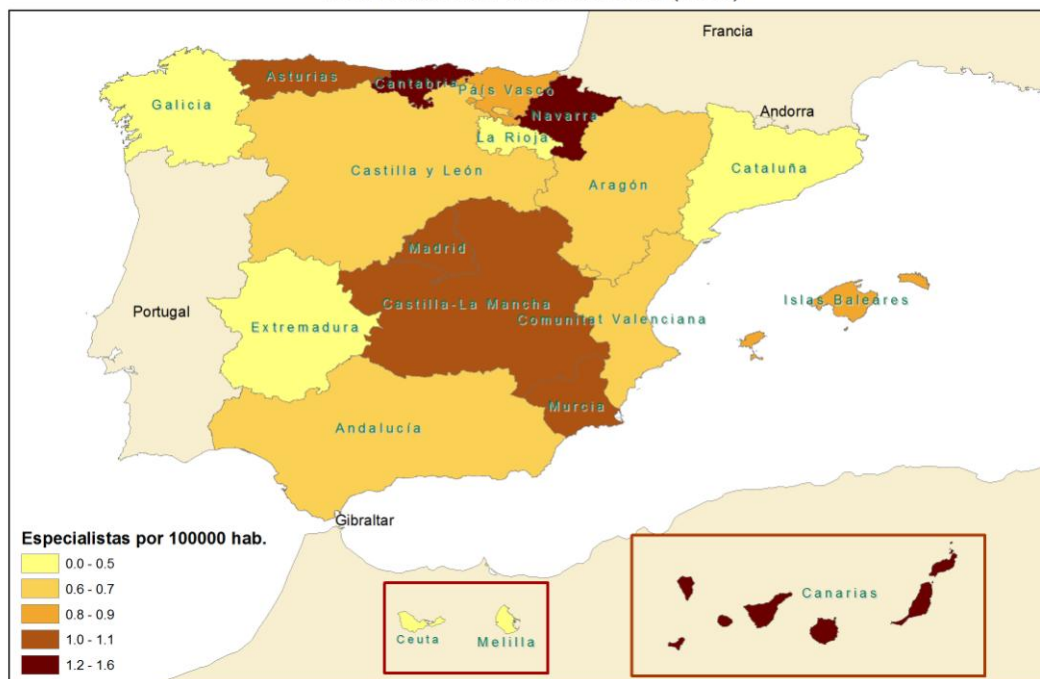 Francia
Asturias
Cantabria
País Vasco
Galicia
Navarra
Andorra
La Rioja
Castilla y León
Cataluña
Aragón
Madrid
Portugal
Castilla-La Mancha
Islas Baleares
Extremadura
Comunitat Valenciana
Murcia
Andalucía
Gibraltar
Especialistas por 100000 hab.
0.0 - 0.5
0.6 - 0.7
0.8 - 0.9
1.0 - 1.1
1.2 - 1.6
Ceuta
Melilla
Canarias